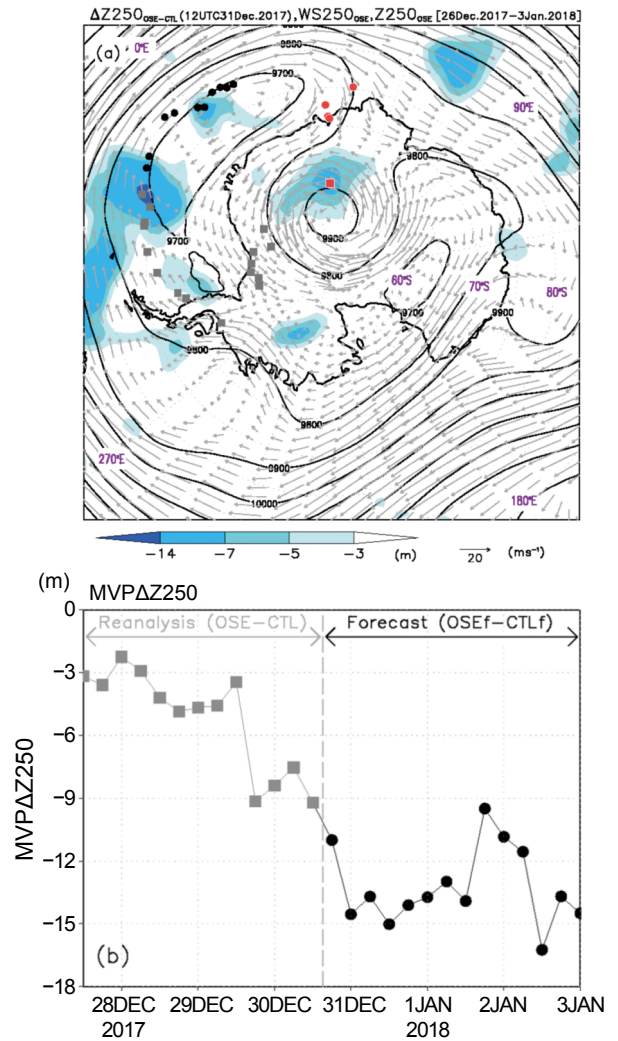 ΔZ250OSE−CTL(12UTC31Dec.2017),WS250OSE,Z250OSE[26Dec.2017−3Jan.2018]
(a)
0°E
9800
9700
90°E
9800
9700
9900
9800
60°S
70°S
80°S
9700
9900
9800
9800
270°E
9900
10000
180°E
−14
−7
−5
−3
(m)
20
(ms⁻¹)
(m)
MVPΔZ250
Reanalysis (OSE−CTL)
Forecast (OSEf−CTLf)
0
−3
−6
−9
−12
−15
−18
MVPΔZ250
(b)
28DEC
29DEC
30DEC
31DEC
1JAN
2JAN
3JAN
2017
2018